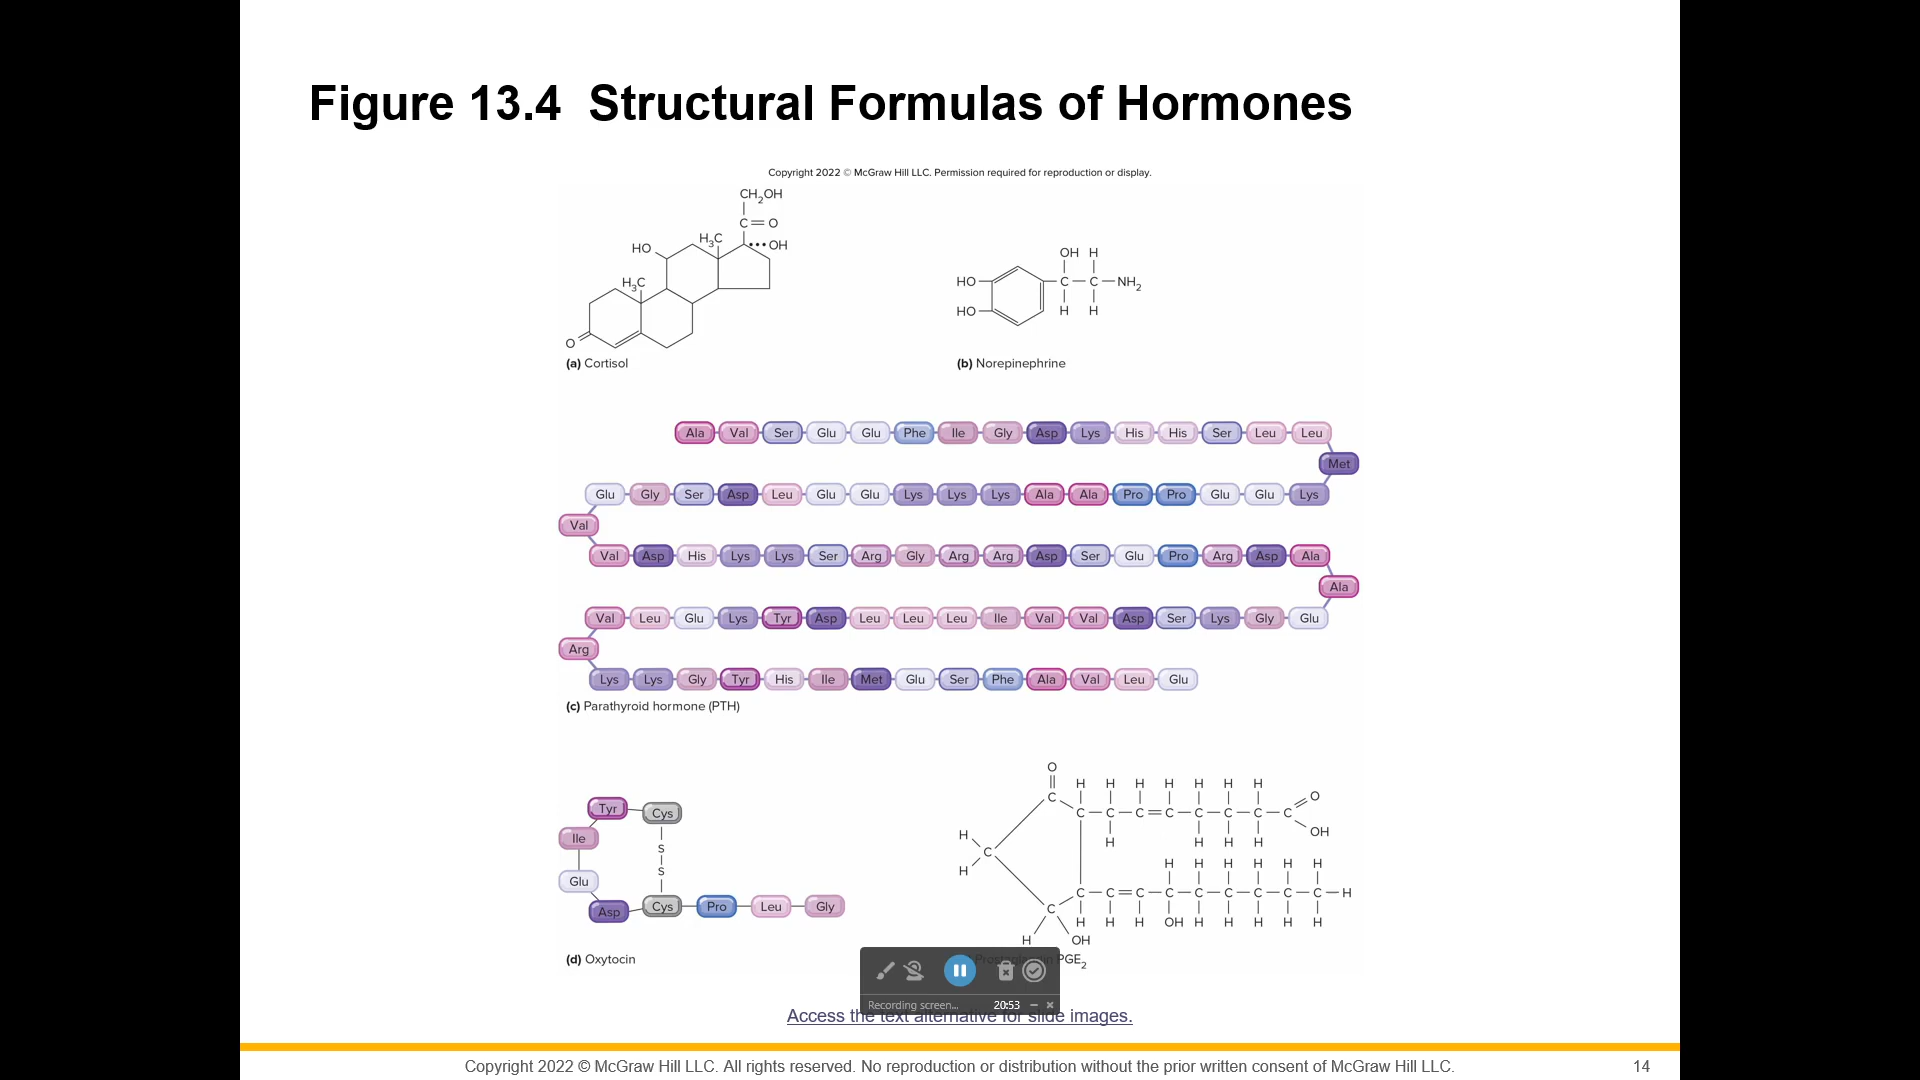 Figure 13.4 Structural Formulas of Hormones
Copyright 2022 © McGraw Hill LLC. Permission required for reproduction or display.
CH2OH
C O
H3C
OH
HO
H3C
O
(a) Cortisol
OH H
HO C C NH2
HO H H
(b) Norepinephrine
Ala Val Ser Glu Glu Phe Ile Gly Asp Lys His His Ser Leu Leu
Met
Glu Gly Ser Asp Leu Glu Glu Lys Lys Lys Ala Ala Pro Pro Glu Glu Lys
Val
Val Asp His Lys Lys Ser Arg Gly Arg Arg Asp Ser Glu Pro Arg Asp Ala
Ala
Val Leu Glu Lys Tyr Asp Leu Leu Leu Ile Val Val Asp Ser Lys Gly Glu
Arg
Lys Lys Gly Tyr His Ile Met Glu Ser Phe Ala Val Leu Glu
(c) Parathyroid hormone (PTH)
Tyr Cys
Ile
S
S
Glu
Asp Cys Pro Leu Gly
(d) Oxytocin
O
H H H H H H H
C O
C C C C C C C C
OH
H H H H
H
C
H
H H H H H H
C C C C C C C C C H
C
H H H OH H H H H H
H OH
PGE2
Recording screen... 20:53
Access the text alternative for slide images.
Copyright 2022 © McGraw Hill LLC. All rights reserved. No reproduction or distribution without the prior written consent of McGraw Hill LLC.
14